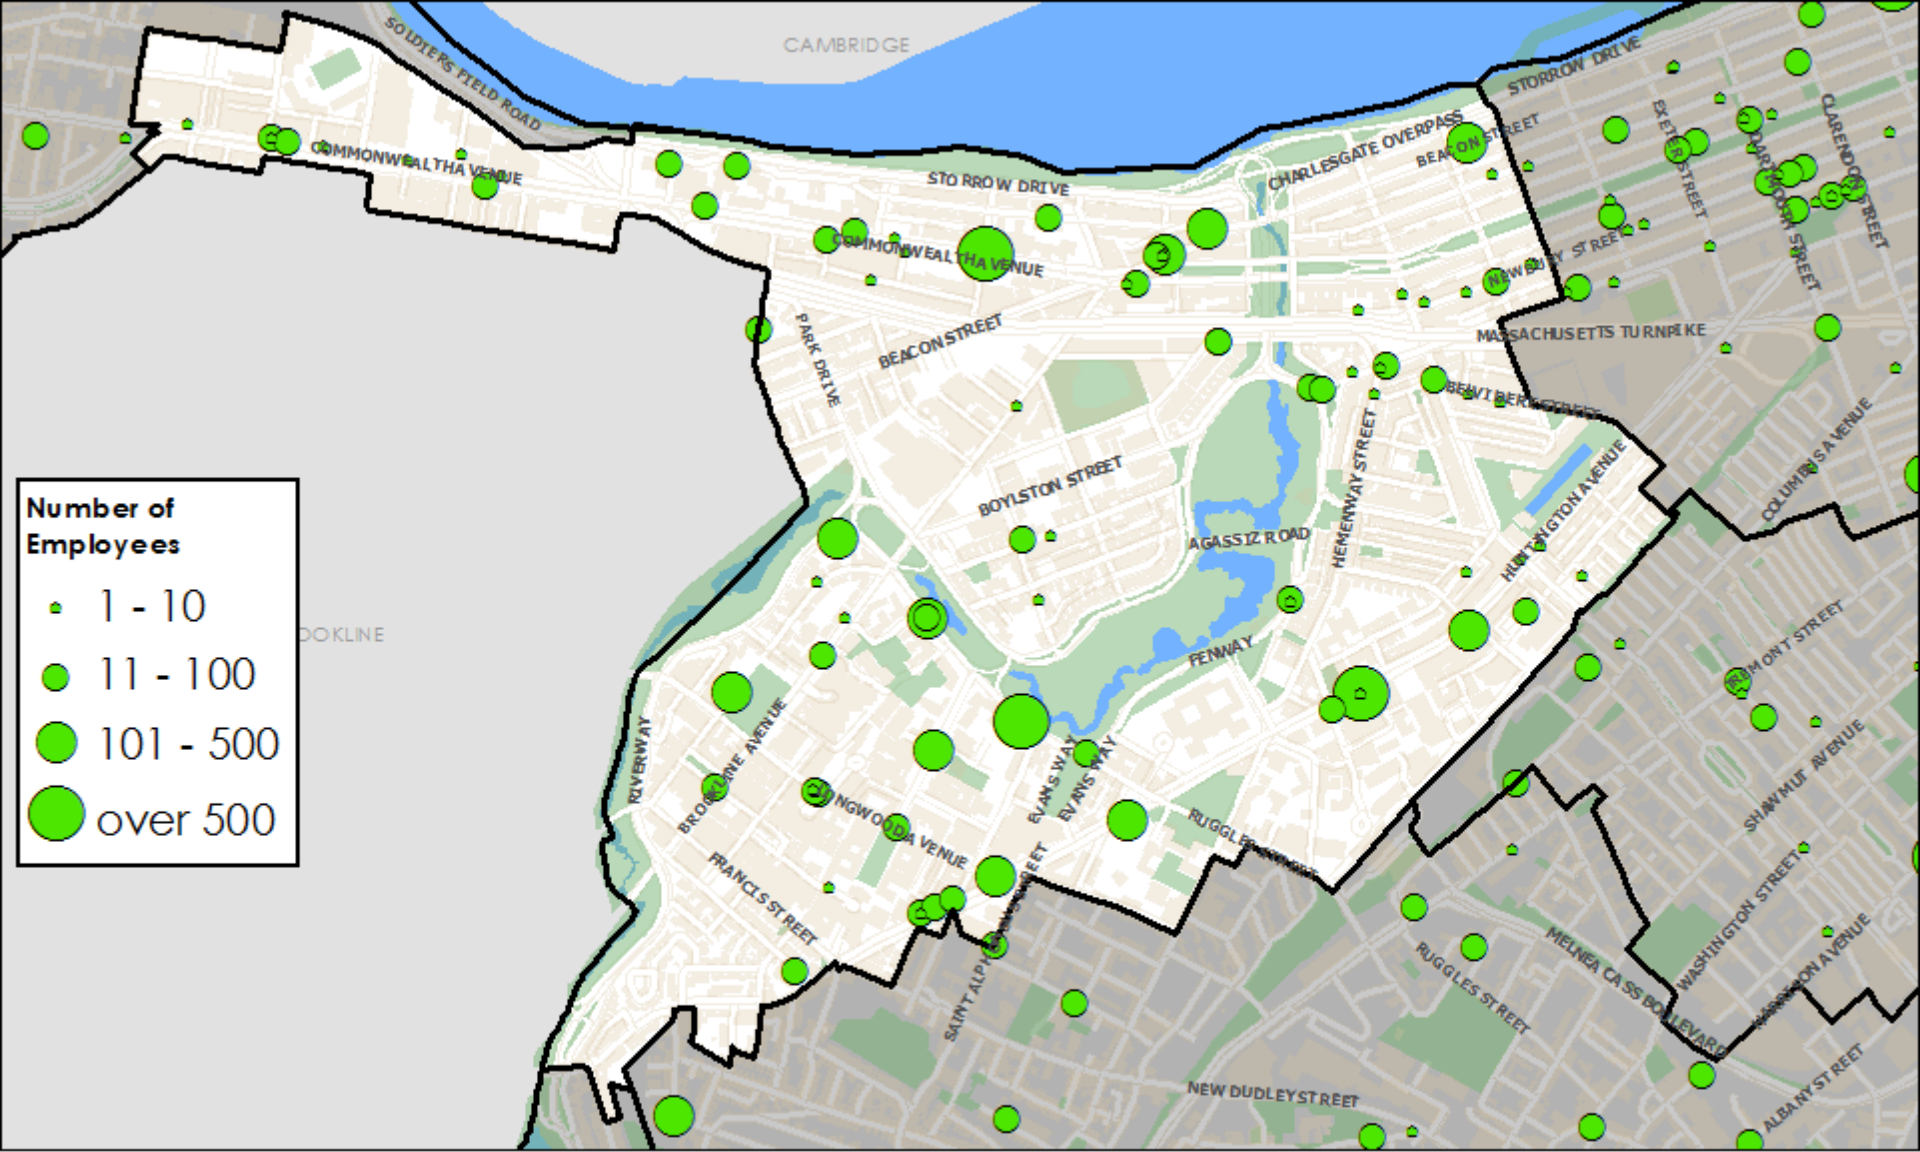 CAMBRIDGE
SOLDIERS FIELD ROAD
STORROW DRIVE
CHARLESGATE OVERPASS
BEACON STREET
EXETER STREET
DARTMOUTH STREET
CLARENDON STREET
COMMONWEALTH AVENUE
STORROW DRIVE
COMMONWEALTH AVENUE
NEWBURY STREET
PARK DRIVE
BEACON STREET
MASSACHUSETTS TURNPIKE
BELVIDERE STREET
COLUMBUS AVENUE
BOYLSTON STREET
HEMENWAY STREET
HUNTINGTON AVENUE
AGASSIZ ROAD
Number of
Employees
1 - 10
11 - 100
101 - 500
over 500
OOKLINE
FENWAY
TREMONT STREET
RIVERWAY
BROOKLINE AVENUE
EVANS WAY
EVANS WAY
SHAWMUT AVENUE
LONGWOOD AVENUE
RUGGLES STREET
FRANCIS STREET
WASHINGTON STREET
SAINT ALPHONSUS STREET
RUGGLES STREET
MELNEA CASS BOULEVARD
HARRISON AVENUE
NEW DUDLEY STREET
ALBANY STREET